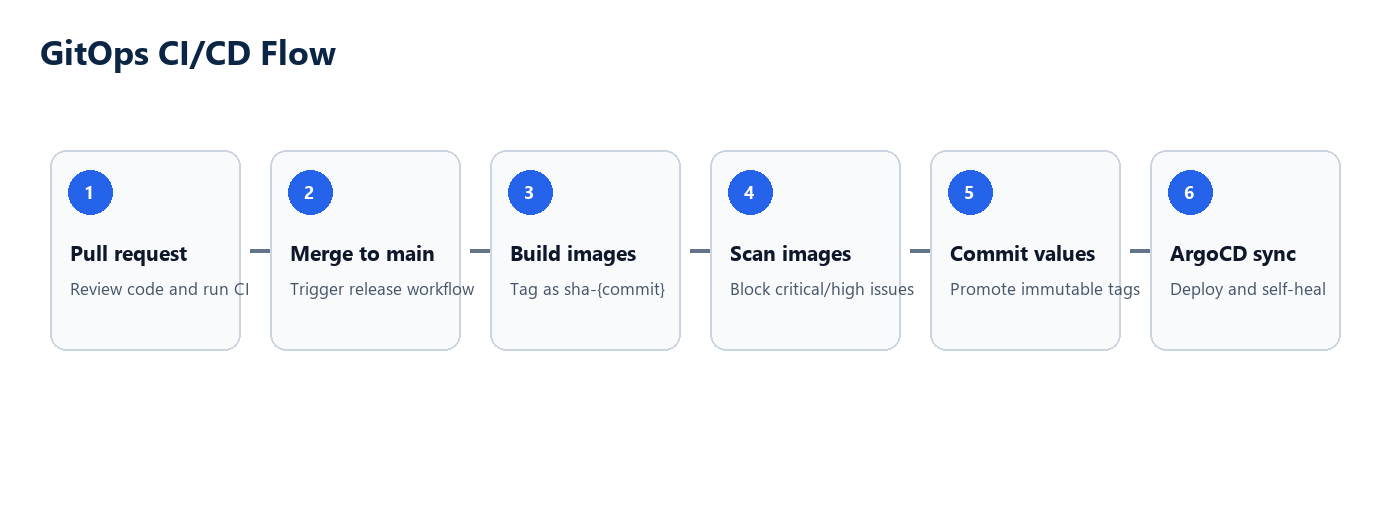 GitOps CI/CD Flow
1
Pull request
Review code and run CI
2
Merge to main
Trigger release workflow
3
Build images
Tag as sha-{commit}
4
Scan images
Block critical/high issues
5
Commit values
Promote immutable tags
6
ArgoCD sync
Deploy and self-heal